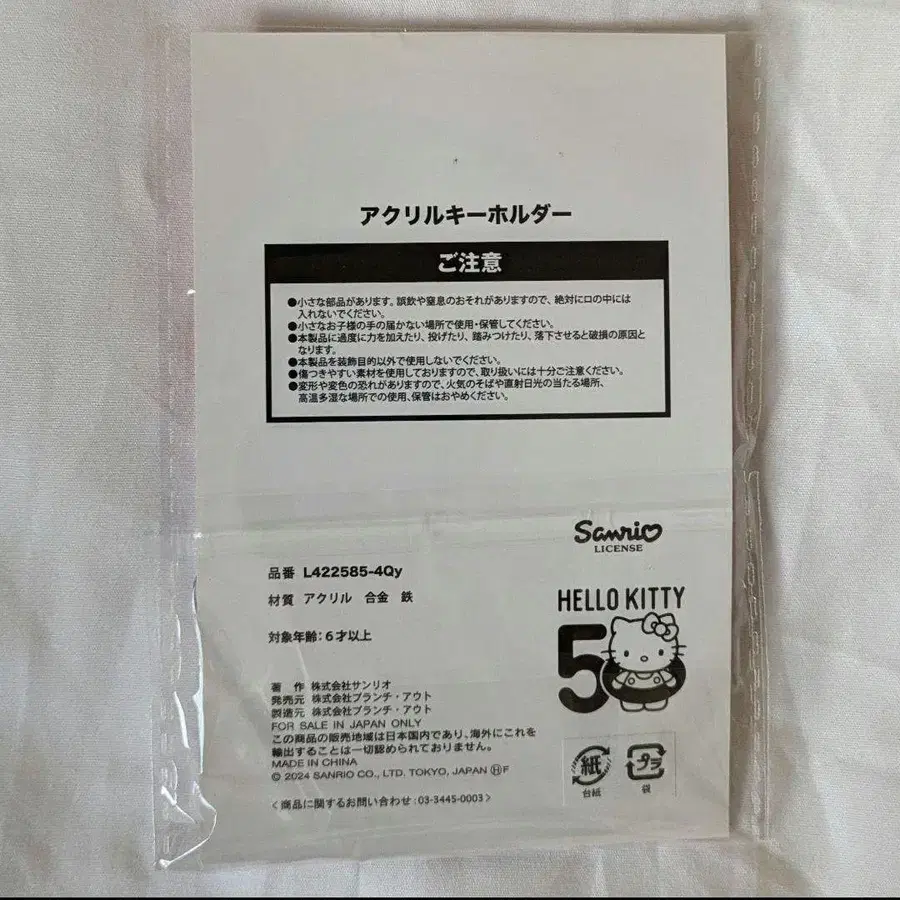 アクリルキーホルダー
ご注意
●小さな部品があります。誤飲や窒息のおそれがありますので、絶対に口の中には
入れないでください。
●小さなお子様の手の届かない場所で使用・保管してください。
●本製品に過度に力を加えたり、投げたり、踏みつけたり、落下させると破損の原因と
なります。
●本製品を装飾目的以外で使用しないでください。
●傷つきやすい素材を使用しておりますので、取り扱いには十分ご注意ください。
●変形や変色の恐れがありますので、火気のそばや直射日光の当たる場所、
高温多湿な場所での使用、保管はおやめください。
Sanrio
LICENSE
品番 L422585-4Qy
材質 アクリル 合金 鉄
対象年齢:6才以上
HELLO KITTY
50
著 作 株式会社サンリオ
発売元 株式会社ブランチ・アウト
製造元 株式会社ブランチ・アウト
FOR SALE IN JAPAN ONLY
この商品の販売地域は日本国内であり、海外にこれを
輸出することは一切認められておりません。
MADE IN CHINA
© 2024 SANRIO CO., LTD. TOKYO, JAPAN Ⓗ F
<商品に関するお問い合わせ:03-3445-0003>
紙
台紙
プラ
袋